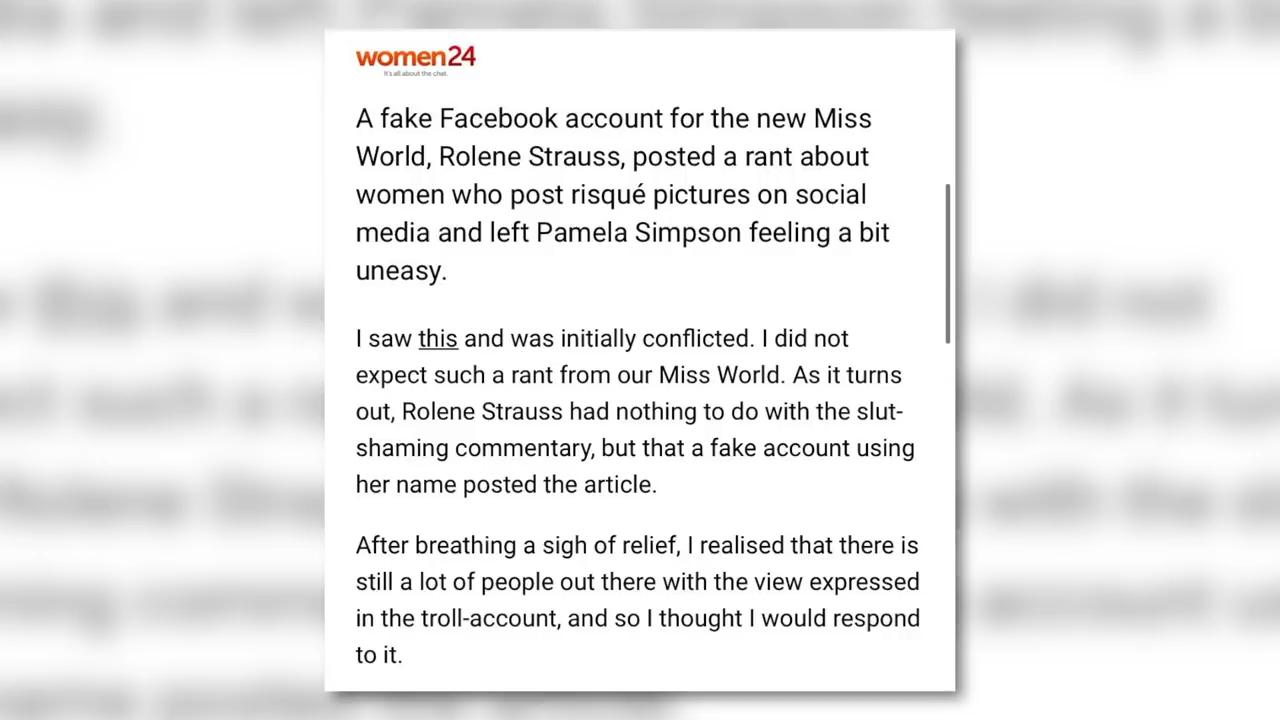 women24
It's all about the chat.
A fake Facebook account for the new Miss
World, Rolene Strauss, posted a rant about
women who post risqué pictures on social
media and left Pamela Simpson feeling a bit
uneasy.
I saw this and was initially conflicted. I did not
expect such a rant from our Miss World. As it turns
out, Rolene Strauss had nothing to do with the slut-
shaming commentary, but that a fake account using
her name posted the article.
After breathing a sigh of relief, I realised that there is
still a lot of people out there with the view expressed
in the troll-account, and so I thought I would respond
to it.